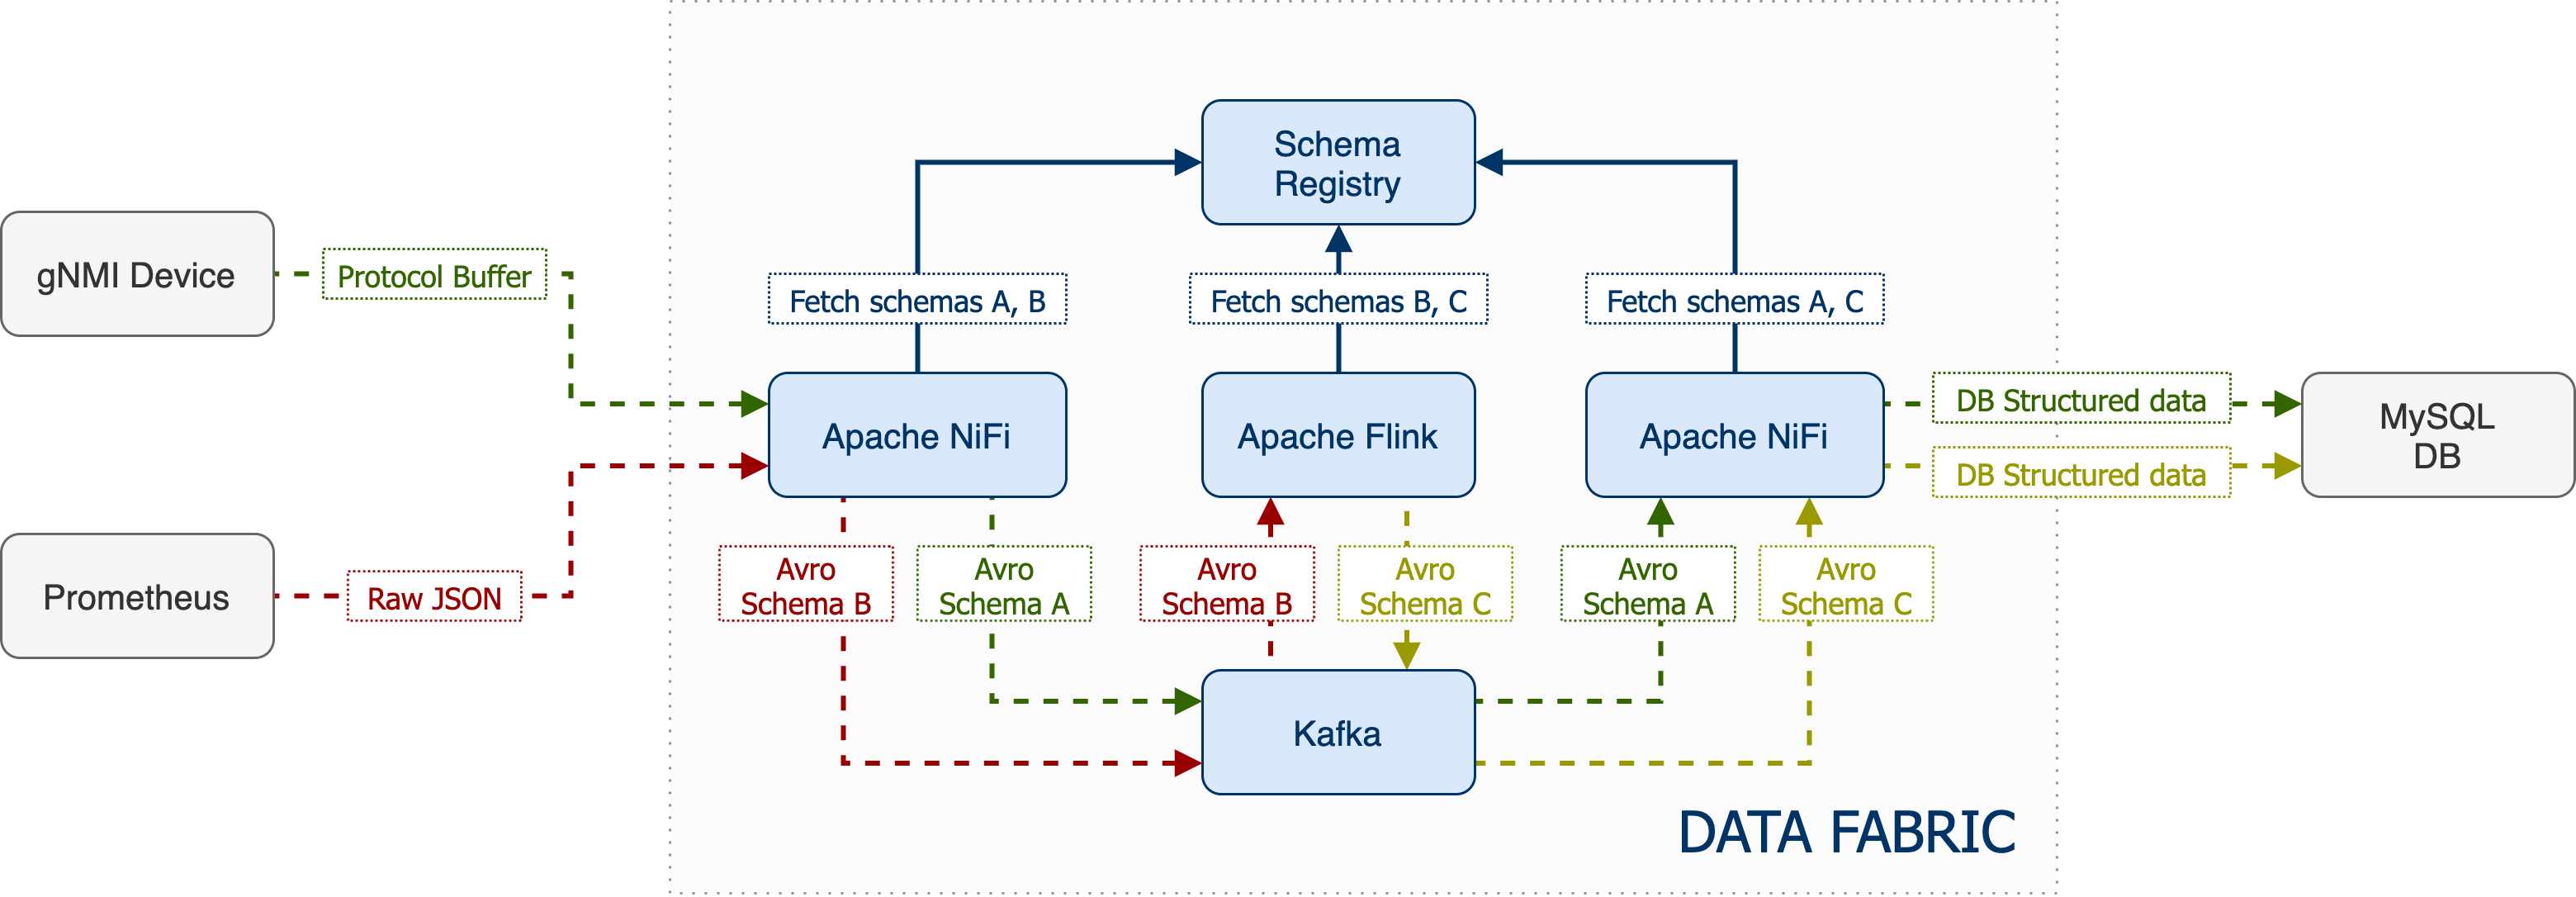 Schema
Registry
gNMI Device
Protocol Buffer
Fetch schemas A, B
Fetch schemas B, C
Fetch schemas A, C
Apache NiFi
Apache Flink
Apache NiFi
DB Structured data
DB Structured data
MySQL
DB
Prometheus
Raw JSON
Avro
Schema B
Avro
Schema A
Avro
Schema B
Avro
Schema C
Avro
Schema A
Avro
Schema C
Kafka
DATA FABRIC